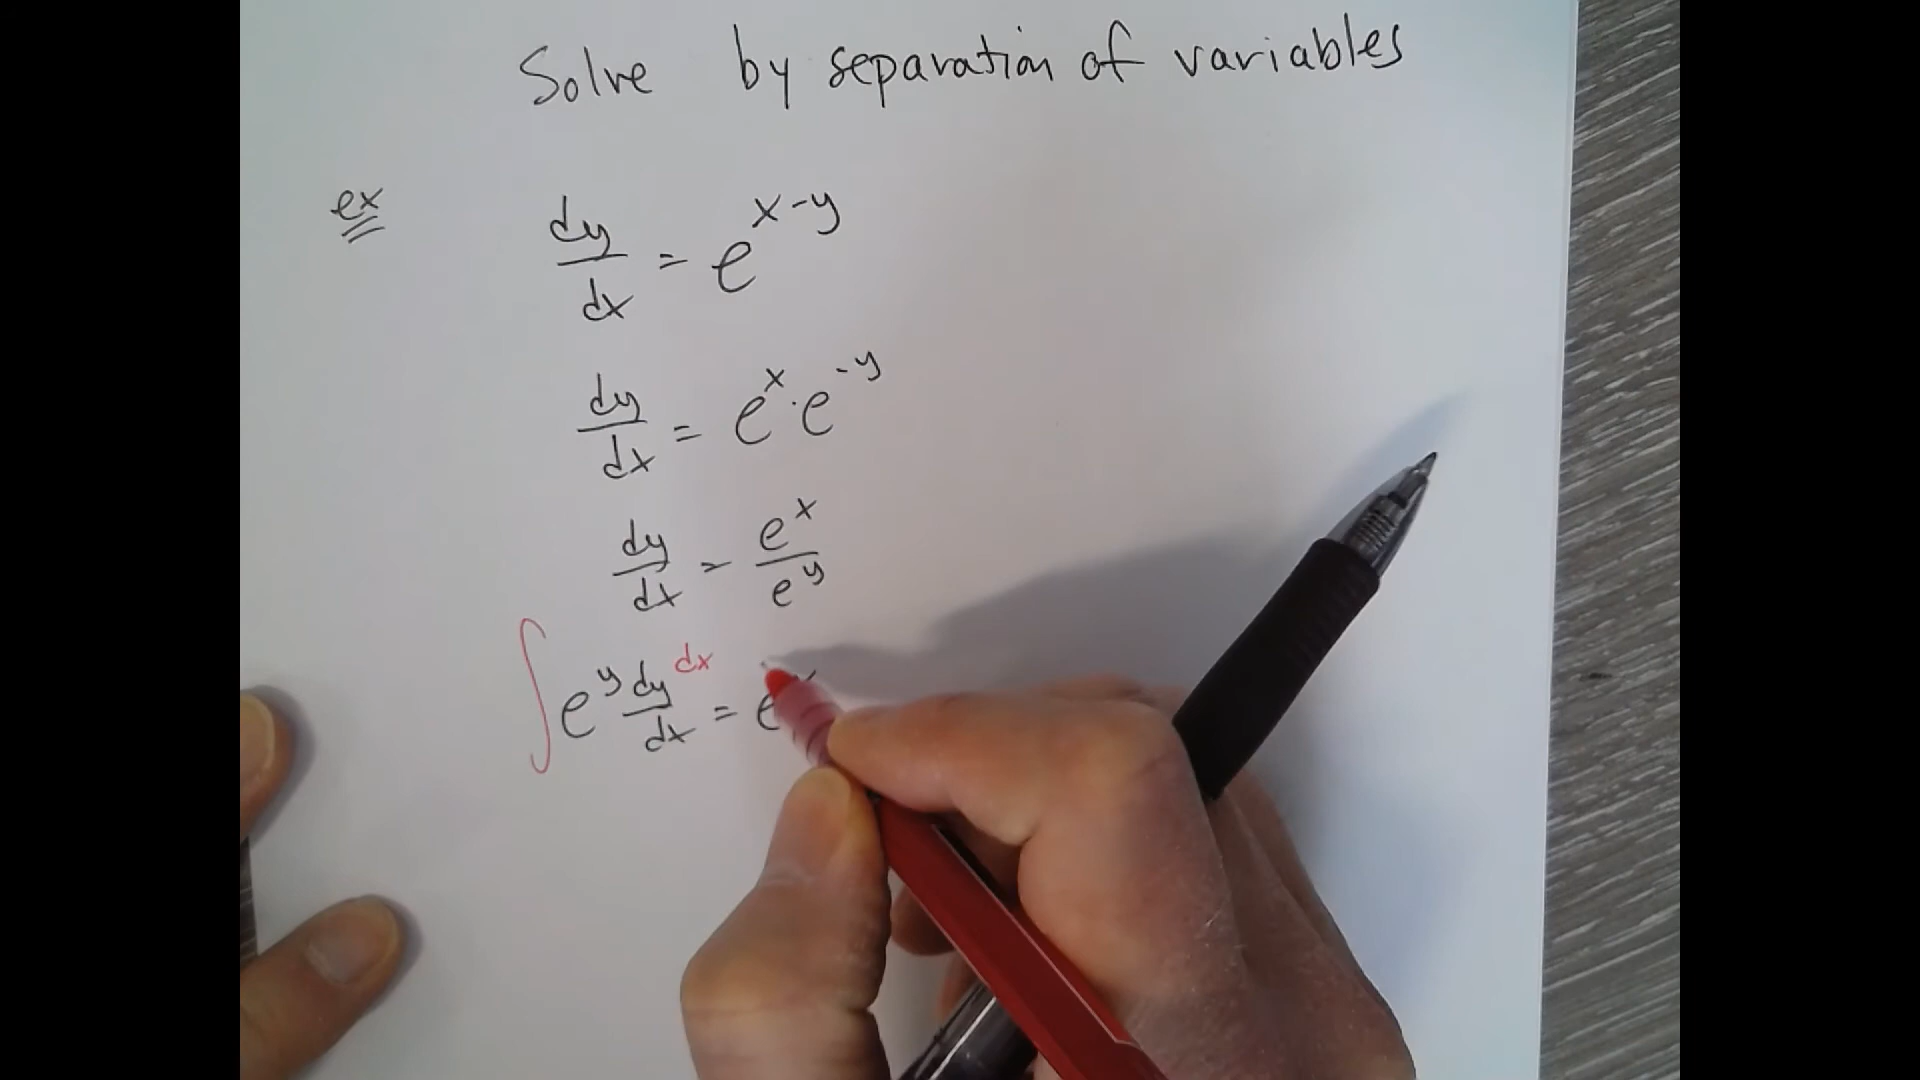 Solve by separation of variables
ex
dy/dx = e^{x-y}
dy/dx = e^x · e^{-y}
dy/dx = e^x/e^y
∫ e^y dy/dx dx = e